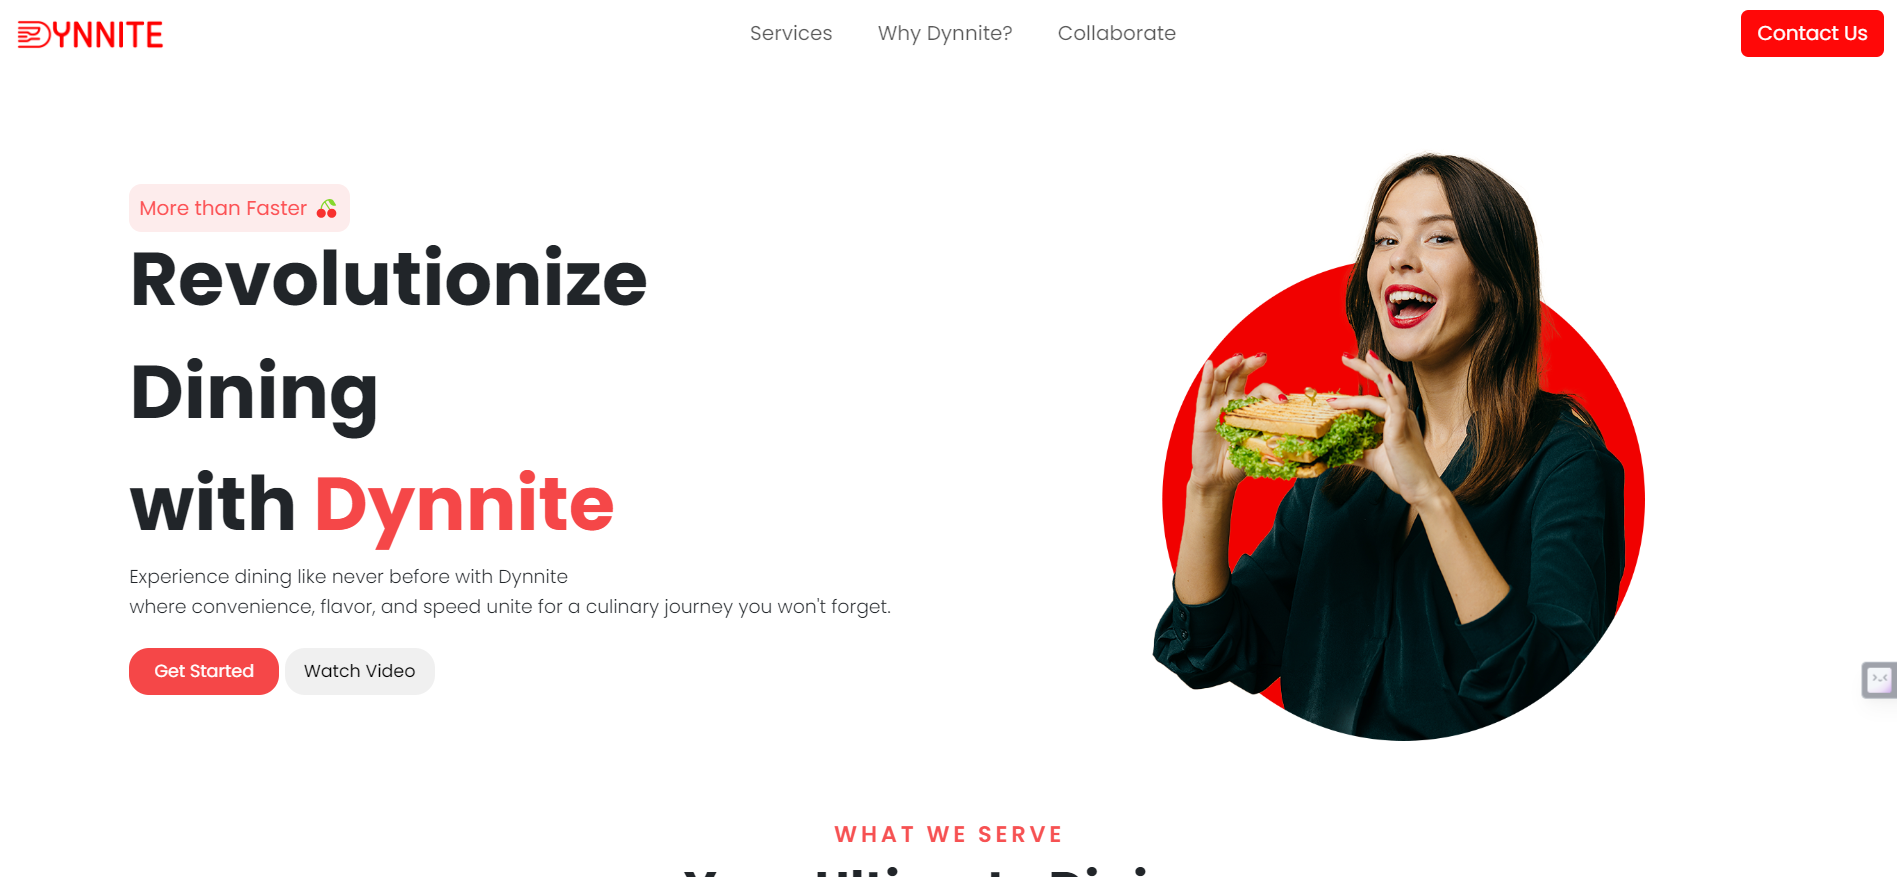 DYNNITE
Services
Why Dynnite?
Collaborate
Contact Us
More than Faster
Revolutionize
Dining
with Dynnite
Experience dining like never before with Dynnite
where convenience, flavor, and speed unite for a culinary journey you won't forget.
Get Started
Watch Video
WHAT WE SERVE
Your Ultimate